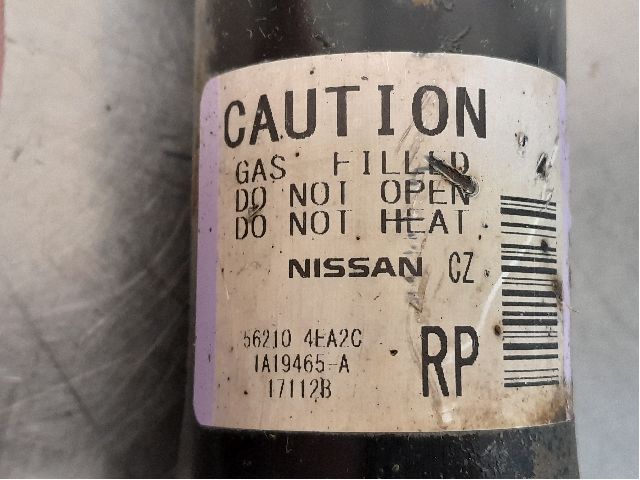 CAUTION
GAS FILLED
DO NOT OPEN
DO NOT HEAT
NISSAN CZ
56210 4EA2C
1A19465-A
17112B
RP